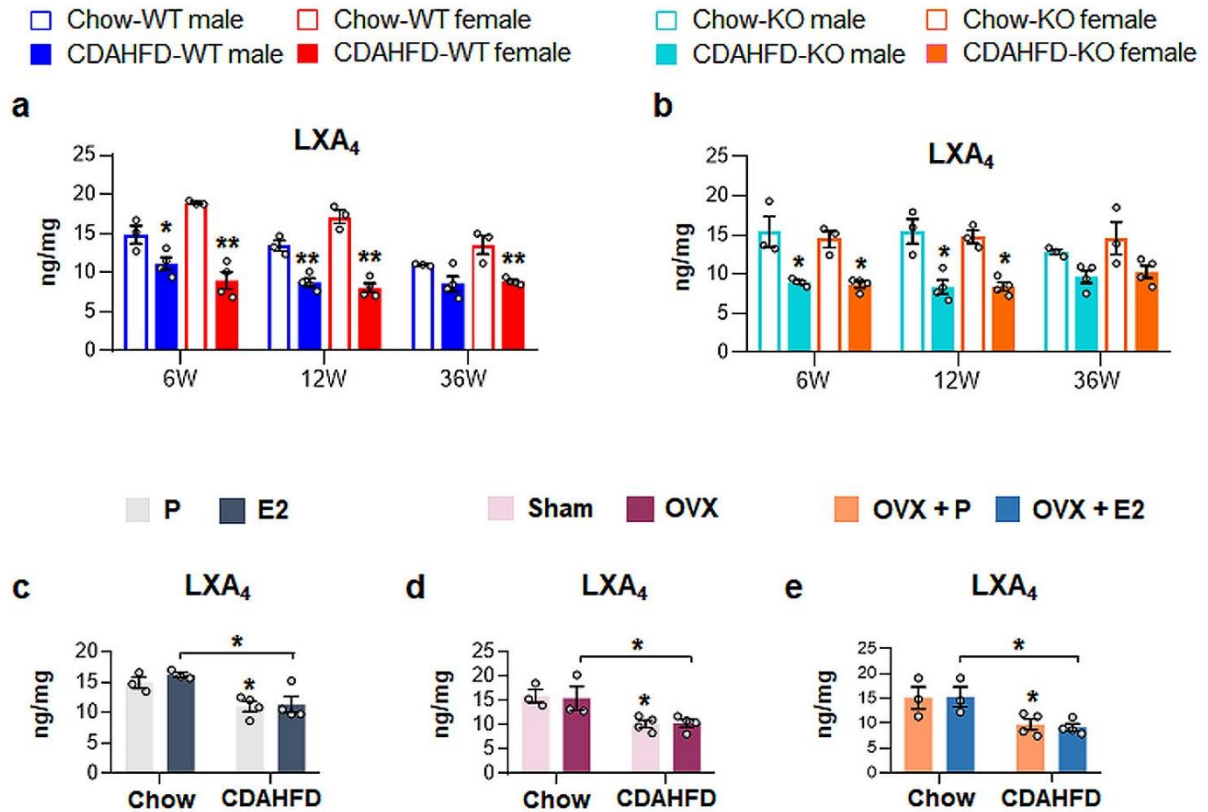 Chow-WT male Chow-WT female Chow-KO male Chow-KO female
CDAHFD-WT male CDAHFD-WT female CDAHFD-KO male CDAHFD-KO female
a b
LXA₄ LXA₄
25 25
20 20
15 15
10 10
5 5
0 0
ng/mg ng/mg
* ** ** ** ** * * * *
6W 12W 36W 6W 12W 36W
P E2 Sham OVX OVX + P OVX + E2
c d e
LXA₄ LXA₄ LXA₄
20 25 25
15 20 20
10 15 15
5 10 10
0 5 5
0 0
ng/mg ng/mg ng/mg
* * *
* * *
Chow CDAHFD Chow CDAHFD Chow CDAHFD